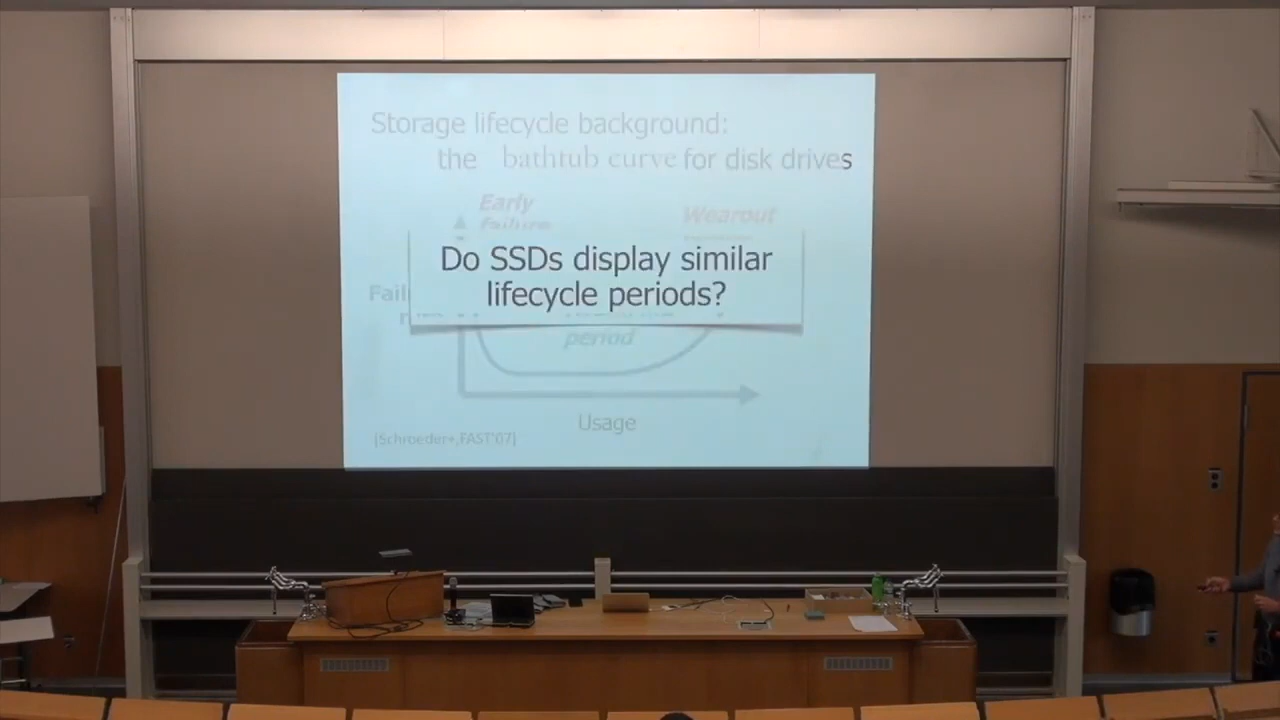 Storage lifecycle background:
the bathtub curve for disk drives
Early
failure
Wearout
Do SSDs display similar
lifecycle periods?
period
Usage
[Schroeder+,FAST'07]